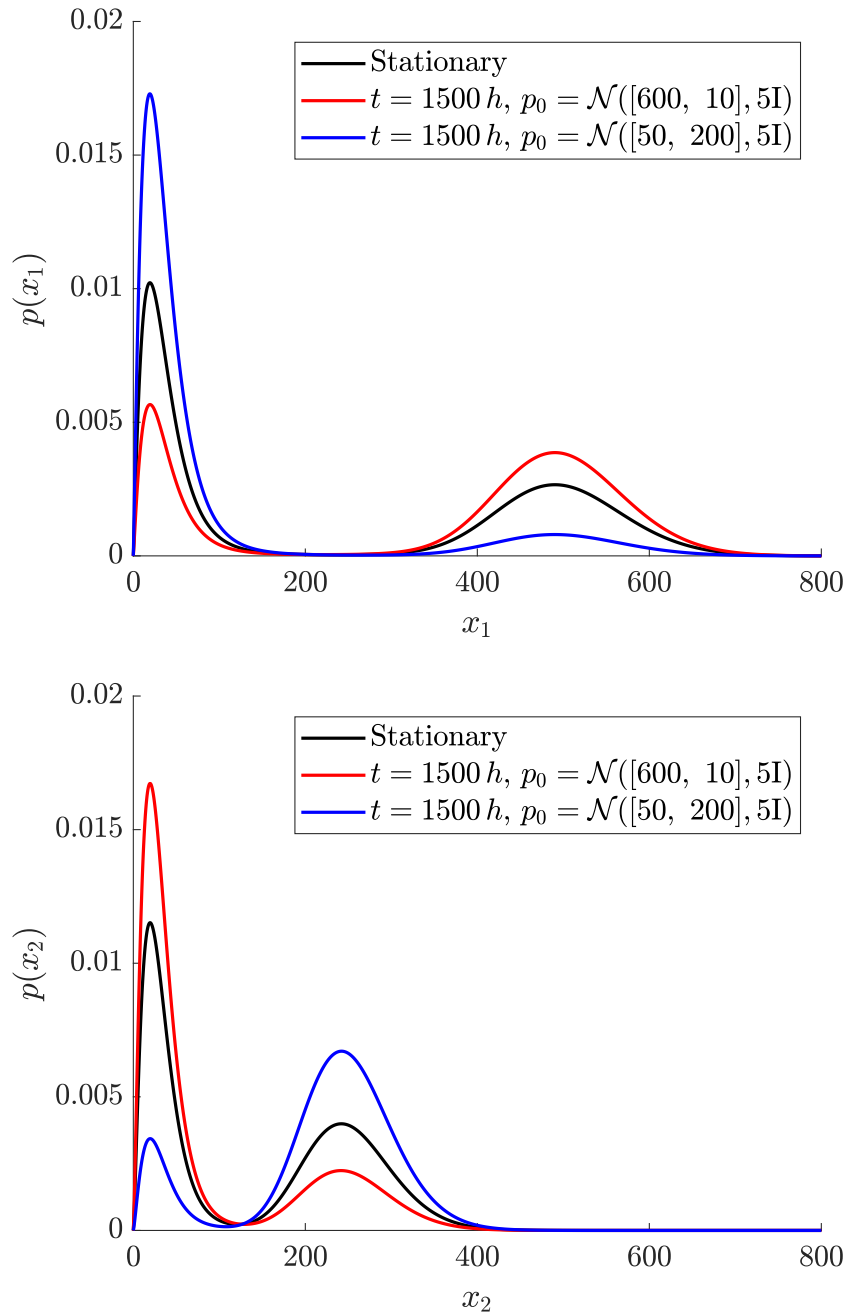 0.02
Stationary
t = 1500 h, p₀ = 𝒩([600, 10], 5I)
t = 1500 h, p₀ = 𝒩([50, 200], 5I)
0.015
p(x₁)
0.01
0.005
0
0 200 400 600 800
x₁
0.02
Stationary
t = 1500 h, p₀ = 𝒩([600, 10], 5I)
t = 1500 h, p₀ = 𝒩([50, 200], 5I)
0.015
p(x₂)
0.01
0.005
0
0 200 400 600 800
x₂